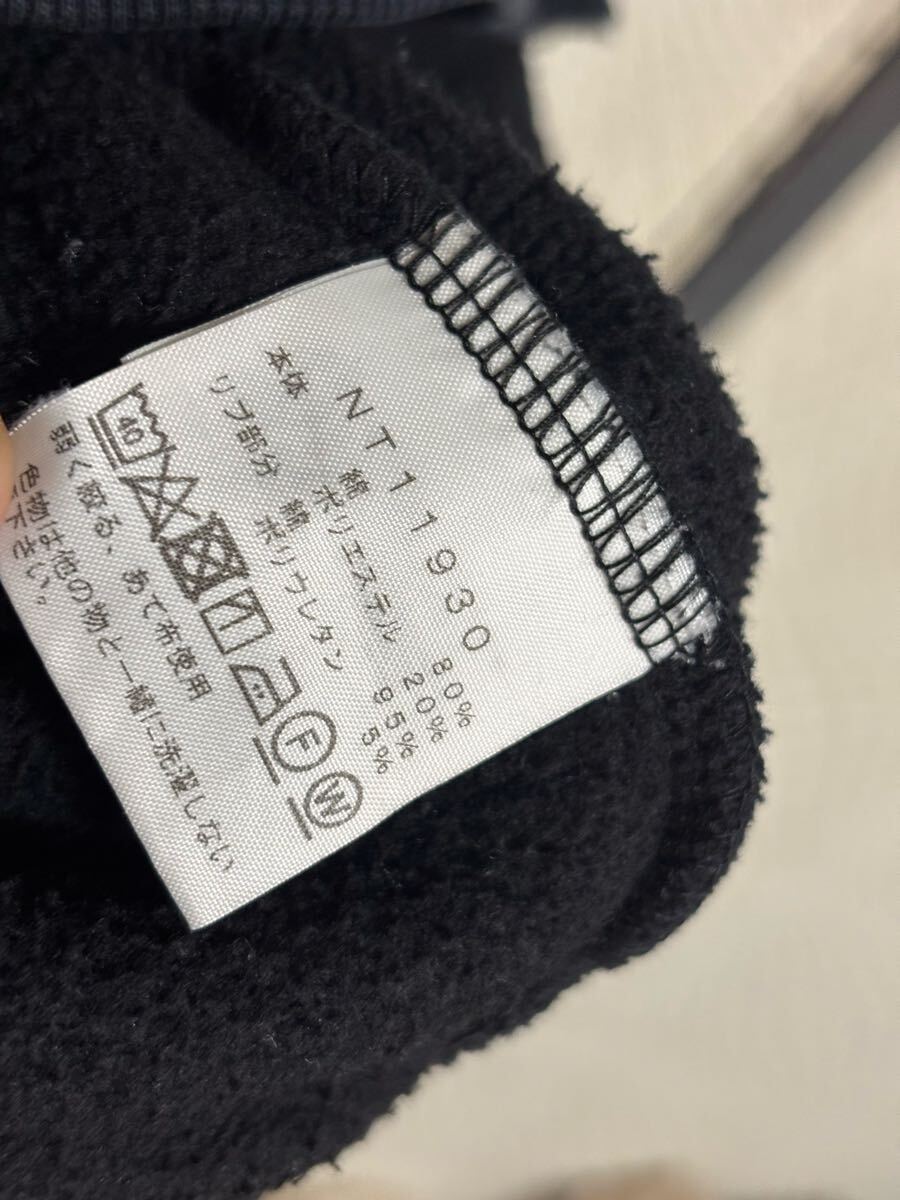 NT11930
本体 綿 80%
ポリエステル 20%
リブ部分 綿 95%
ポリウレタン 5%
40
F
W
弱く絞る、あて布使用
色物は他の物と一緒に洗濯しない
下さい。